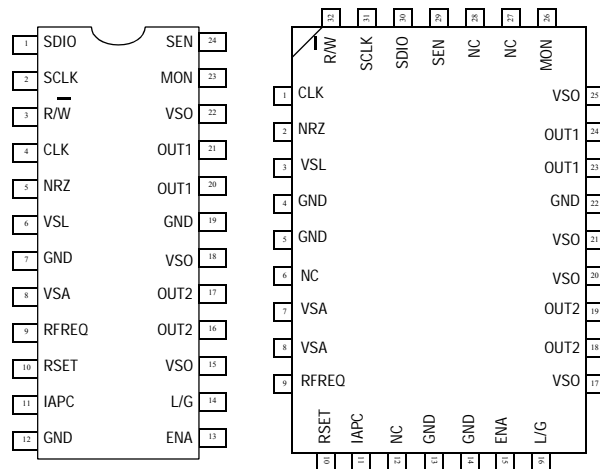 1 SDIO SEN 24
2 SCLK MON 23
3 R/W̅ VSO 22
4 CLK OUT1 21
5 NRZ OUT1 20
6 VSL GND 19
7 GND VSO 18
8 VSA OUT2 17
9 RFREQ OUT2 16
10 RSET VSO 15
11 IAPC L/G 14
12 GND ENA 13
32 31 30 29 28 27 26
R/W̅ SCLK SDIO SEN NC NC MON
1 CLK VSO 25
2 NRZ OUT1 24
3 VSL OUT1 23
4 GND GND 22
5 GND VSO 21
6 NC VSO 20
7 VSA OUT2 19
8 VSA OUT2 18
9 RFREQ VSO 17
RSET IAPC NC GND GND ENA L/G
10 11 12 13 14 15 16